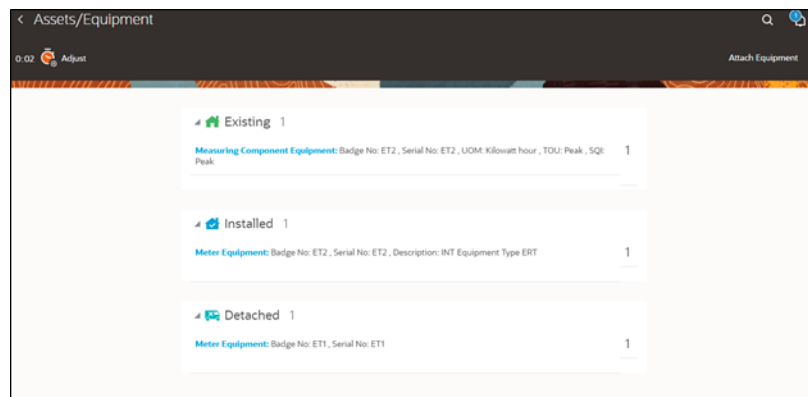 Assets/Equipment
1
0:02 Adjust
Attach Equipment
Existing 1
Measuring Component Equipment: Badge No: ET2 , Serial No: ET2 , UOM: Kilowatt hour , TOU: Peak , SQI:
Peak
1
Installed 1
Meter Equipment: Badge No: ET2 , Serial No: ET2 , Description: INT Equipment Type ERT
1
Detached 1
Meter Equipment: Badge No: ET1 , Serial No: ET1
1